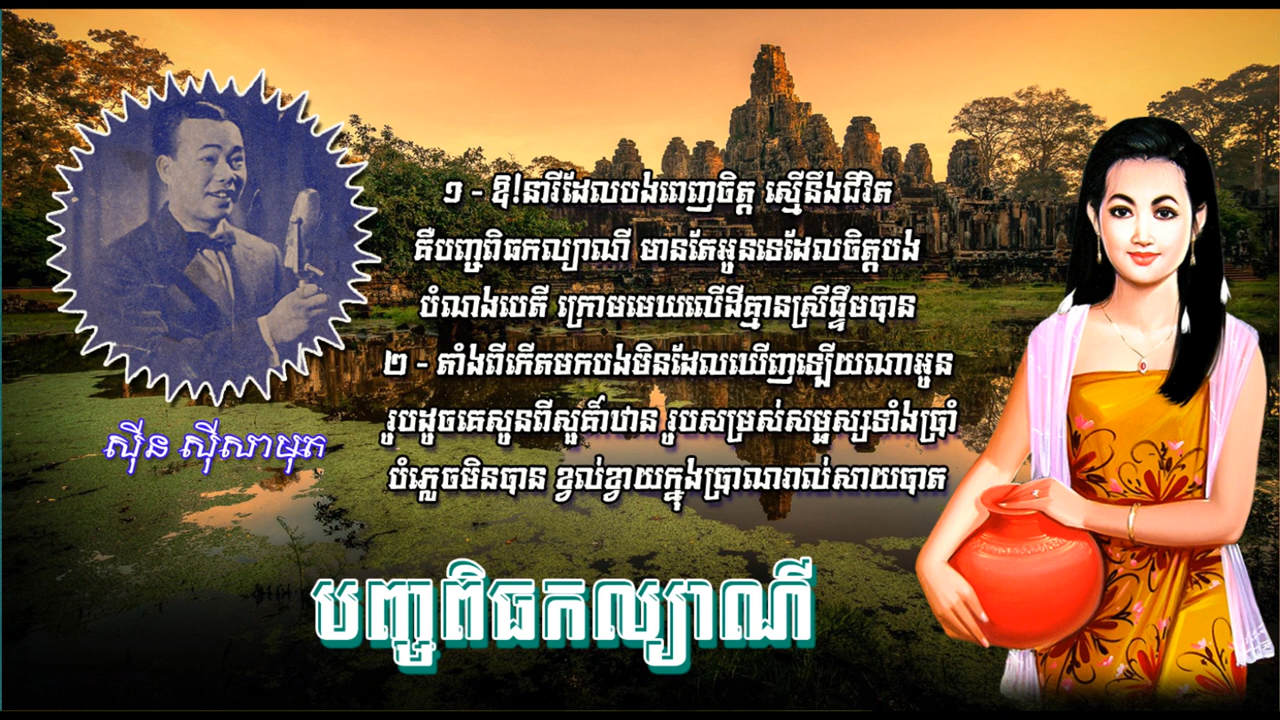 ១ - ឱ!នារីដែលបងពេញចិត្ត ស្មើនឹងជីវិត
គឺបញ្ចពិធកល្យាណី មានតែអូនទេដែលចិត្តបង
បំណងបេតី ក្រោមមេឃលើដីគ្មានស្រីផ្ទឹមបាន
២ - តាំងពីកើតមកបងមិនដែលឃើញឡើយណាអូន
រូបដូចគេសូនពីសួគ៌ាឋាន រូបសម្រស់សម្ផស្សទាំងប្រាំ
បំភ្លេចមិនបាន ខ្វល់ខ្វាយក្នុងប្រាណរាល់សាយបាត
ស៊ីន ស៊ីសាមុត
បញ្ចពិធកល្យាណី